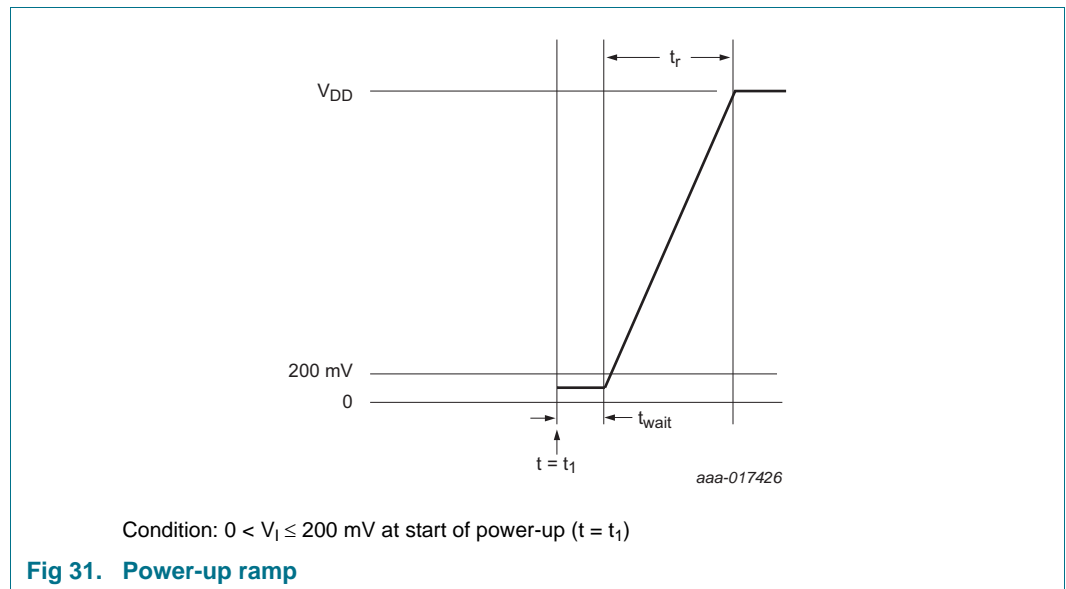 tr
VDD
200 mV
0
twait
t = t1
aaa-017426
Condition: 0 < VI ≤ 200 mV at start of power-up (t = t1)
Fig 31. Power-up ramp